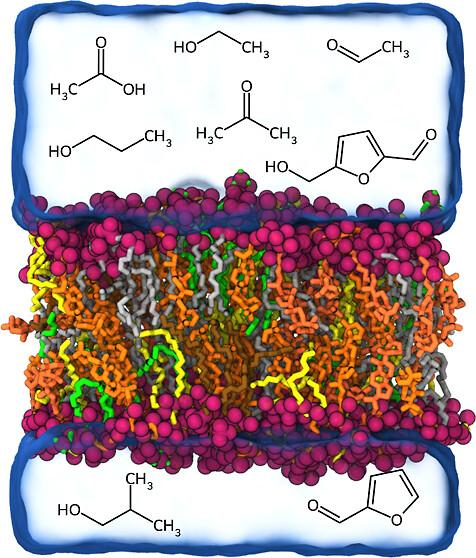 O
H₃C OH
HO CH₃
O CH₃
HO CH₃
O
H₃C CH₃
HO O O
HO CH₃
CH₃
O O